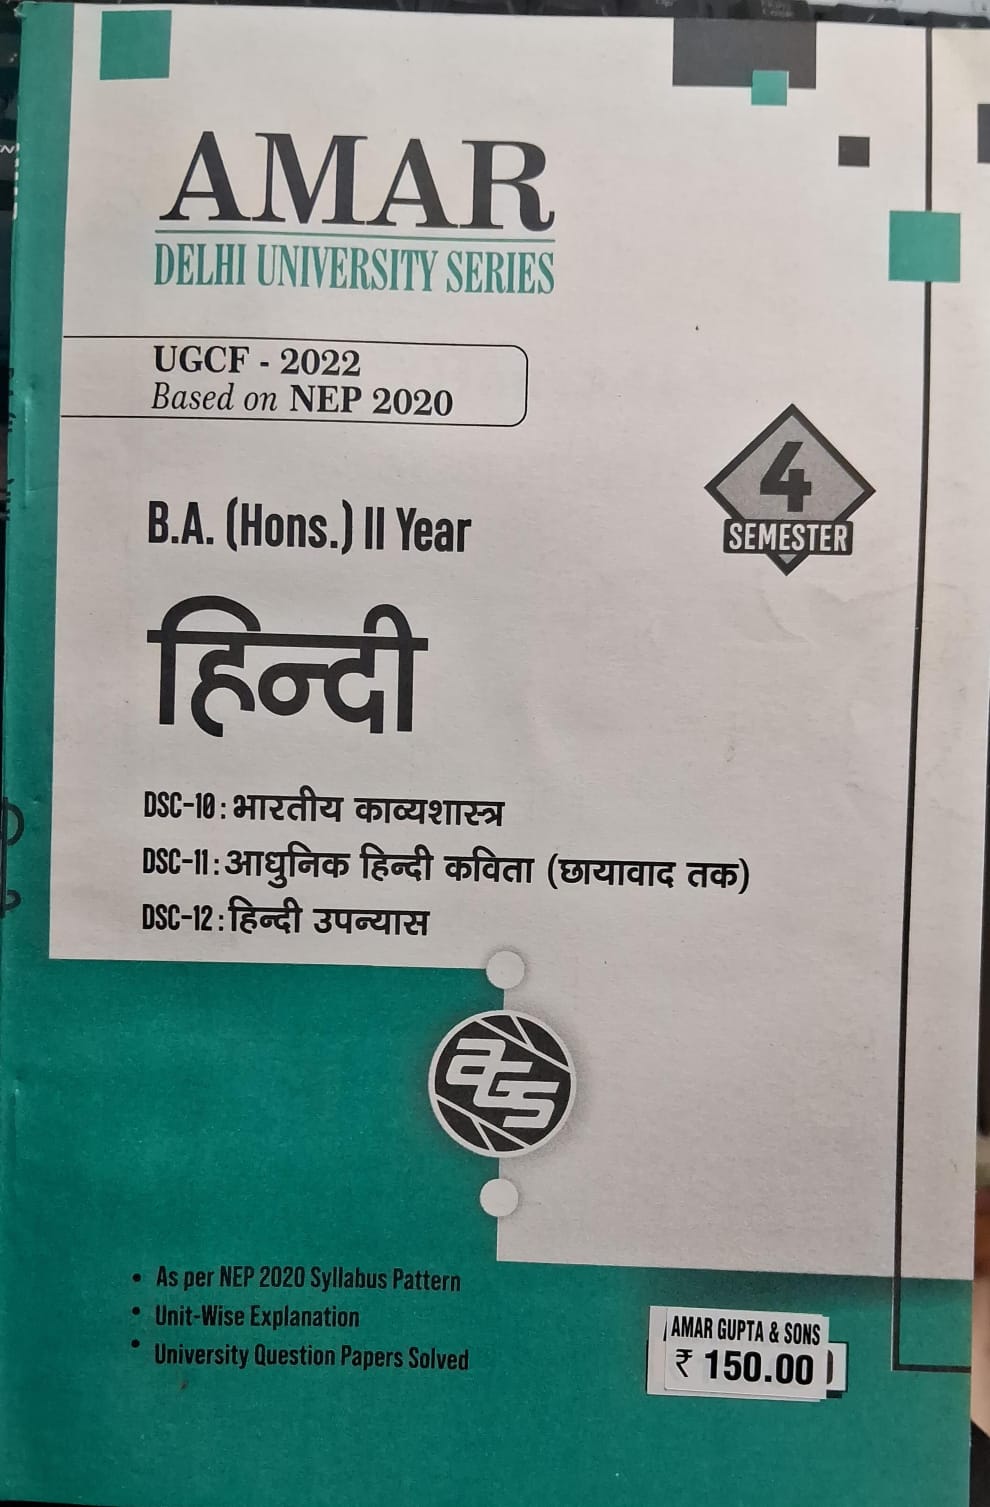 AMAR
DELHI UNIVERSITY SERIES
UGCF - 2022
Based on NEP 2020
4
SEMESTER
B.A. (Hons.) II Year
हिन्दी
DSC-10 : भारतीय काव्यशास्त्र
DSC-11 : आधुनिक हिन्दी कविता (छायावाद तक)
DSC-12 : हिन्दी उपन्यास
aGS
• As per NEP 2020 Syllabus Pattern
• Unit-Wise Explanation
• University Question Papers Solved
AMAR GUPTA & SONS
₹ 150.00